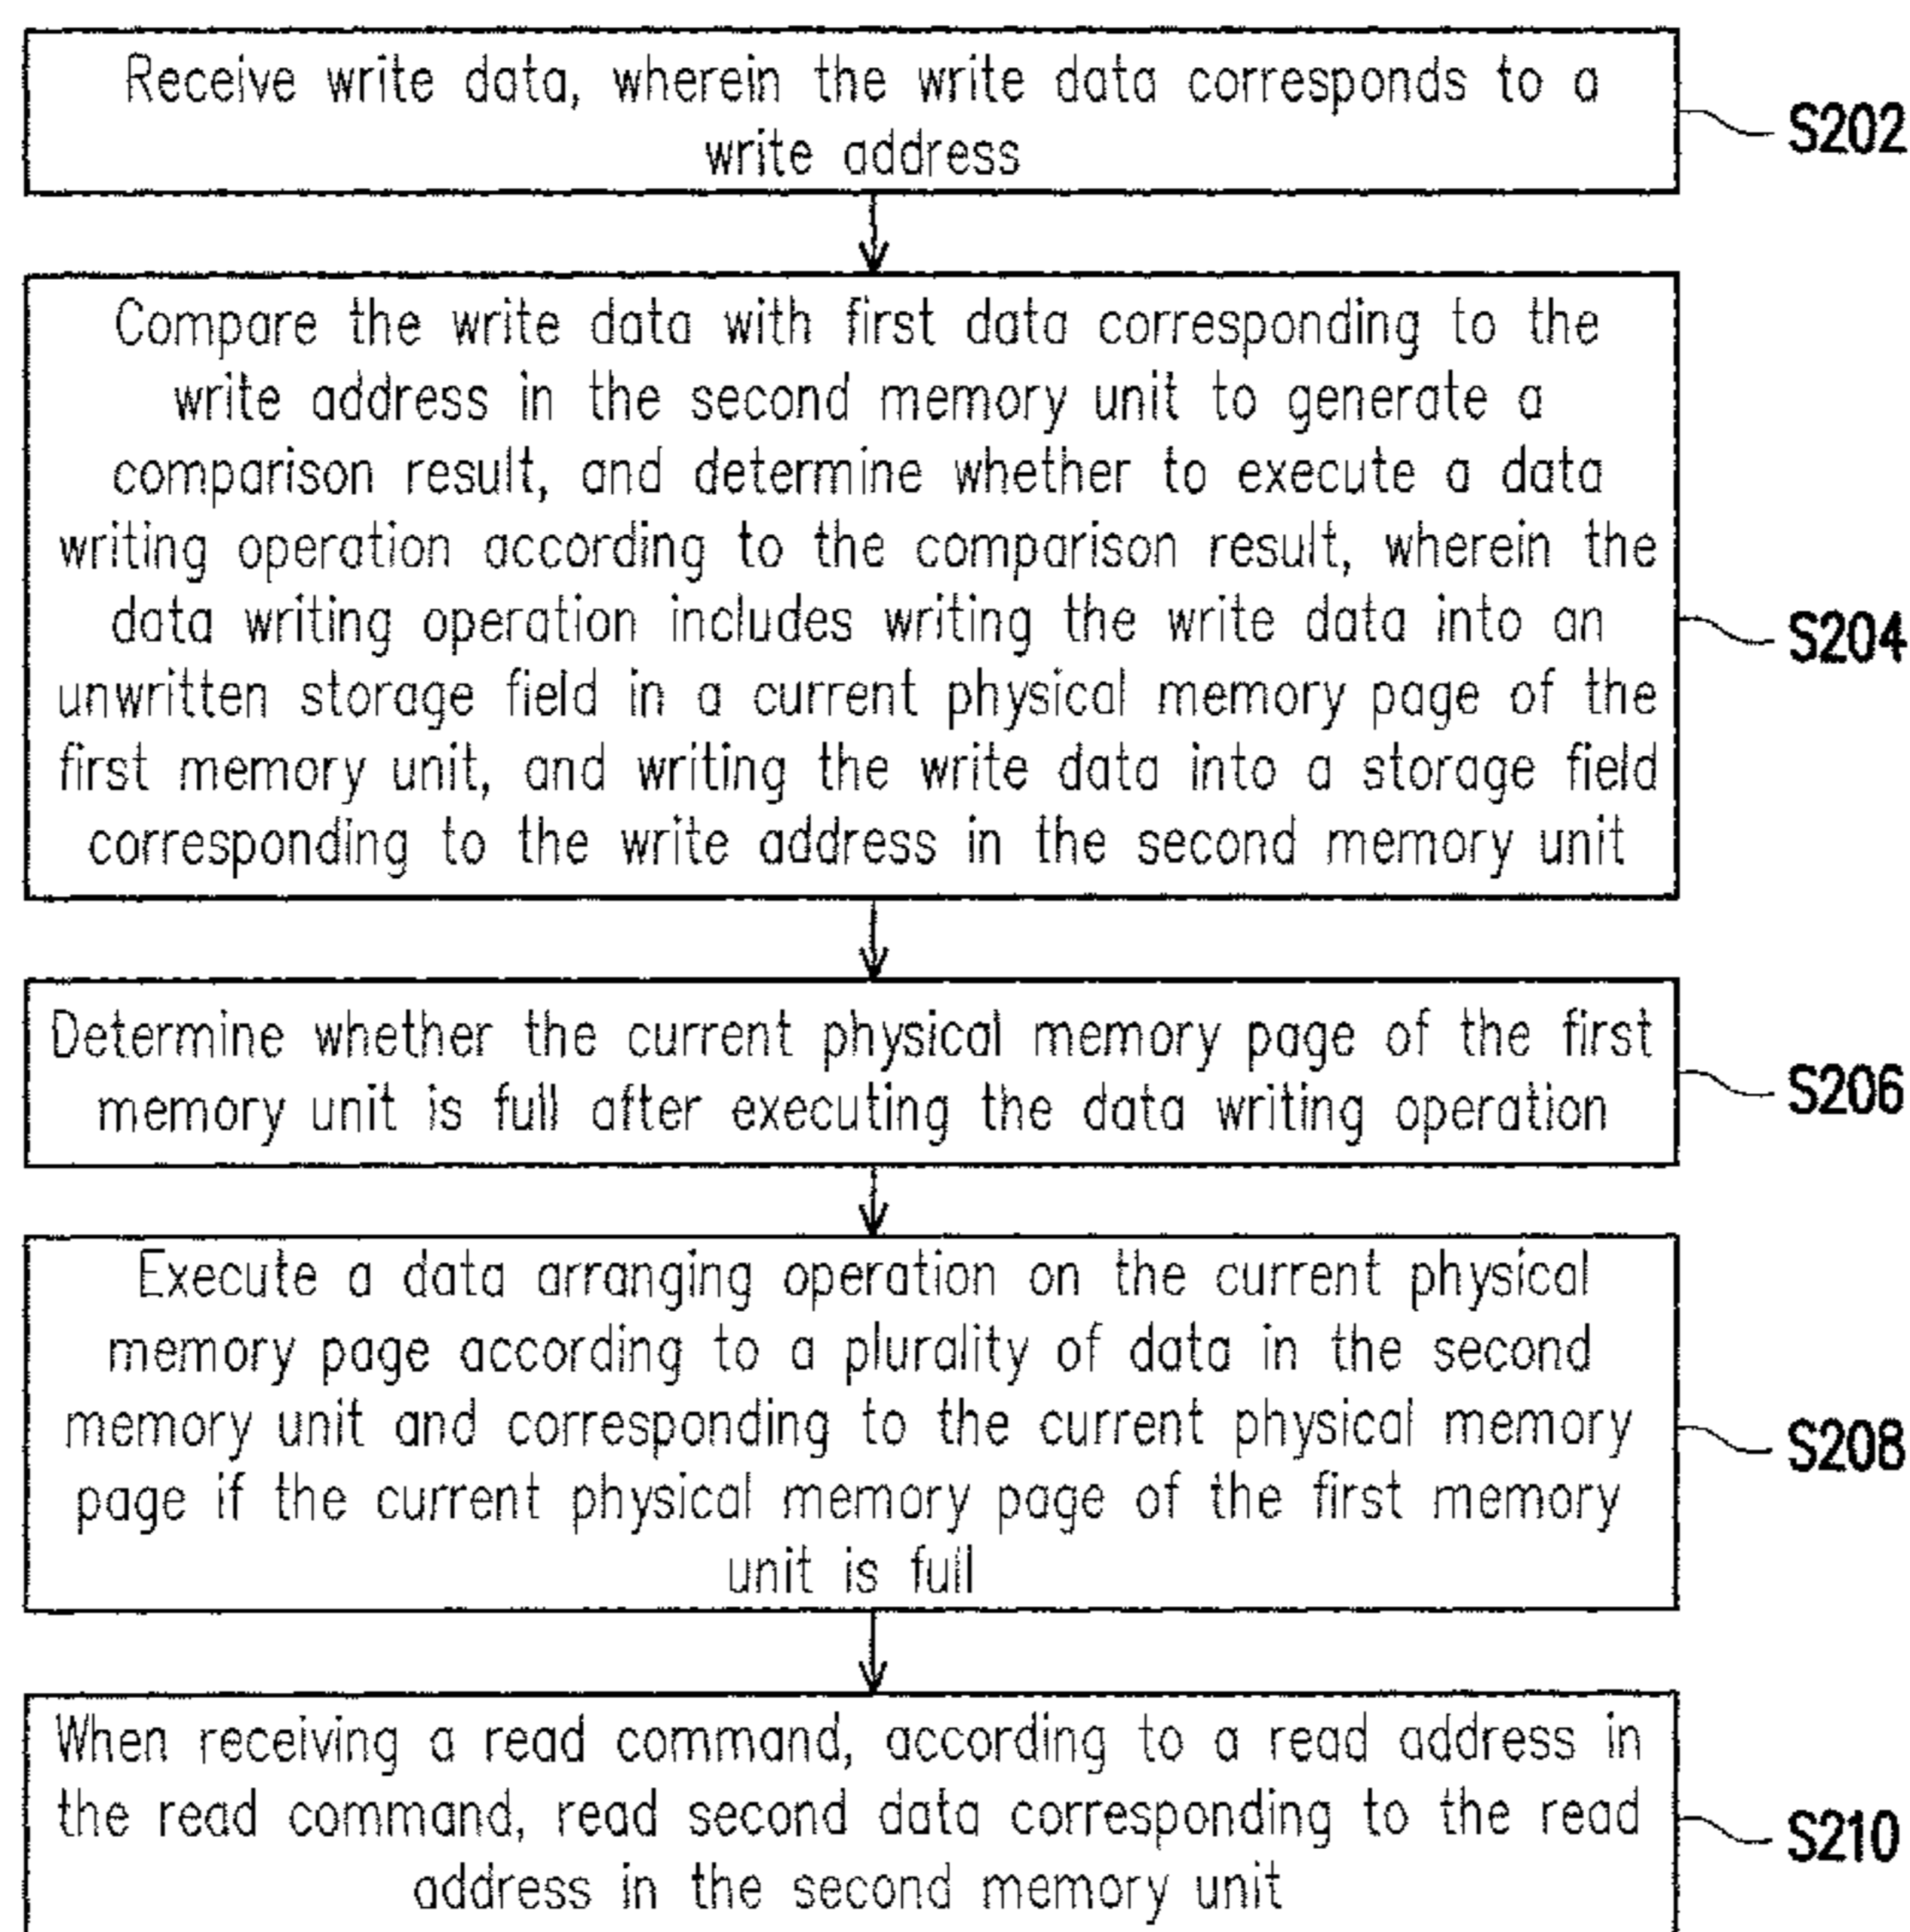 Receive write data, wherein the write data corresponds to a
write address
S202
Compare the write data with first data corresponding to the
write address in the second memory unit to generate a
comparison result, and determine whether to execute a data
writing operation according to the comparison result, wherein the
data writing operation includes writing the write data into an
unwritten storage field in a current physical memory page of the
first memory unit, and writing the write data into a storage field
corresponding to the write address in the second memory unit
S204
Determine whether the current physical memory page of the first
memory unit is full after executing the data writing operation
S206
Execute a data arranging operation on the current physical
memory page according to a plurality of data in the second
memory unit and corresponding to the current physical memory
page if the current physical memory page of the first memory
unit is full
S208
When receiving a read command, according to a read address in
the read command, read second data corresponding to the read
address in the second memory unit
S210